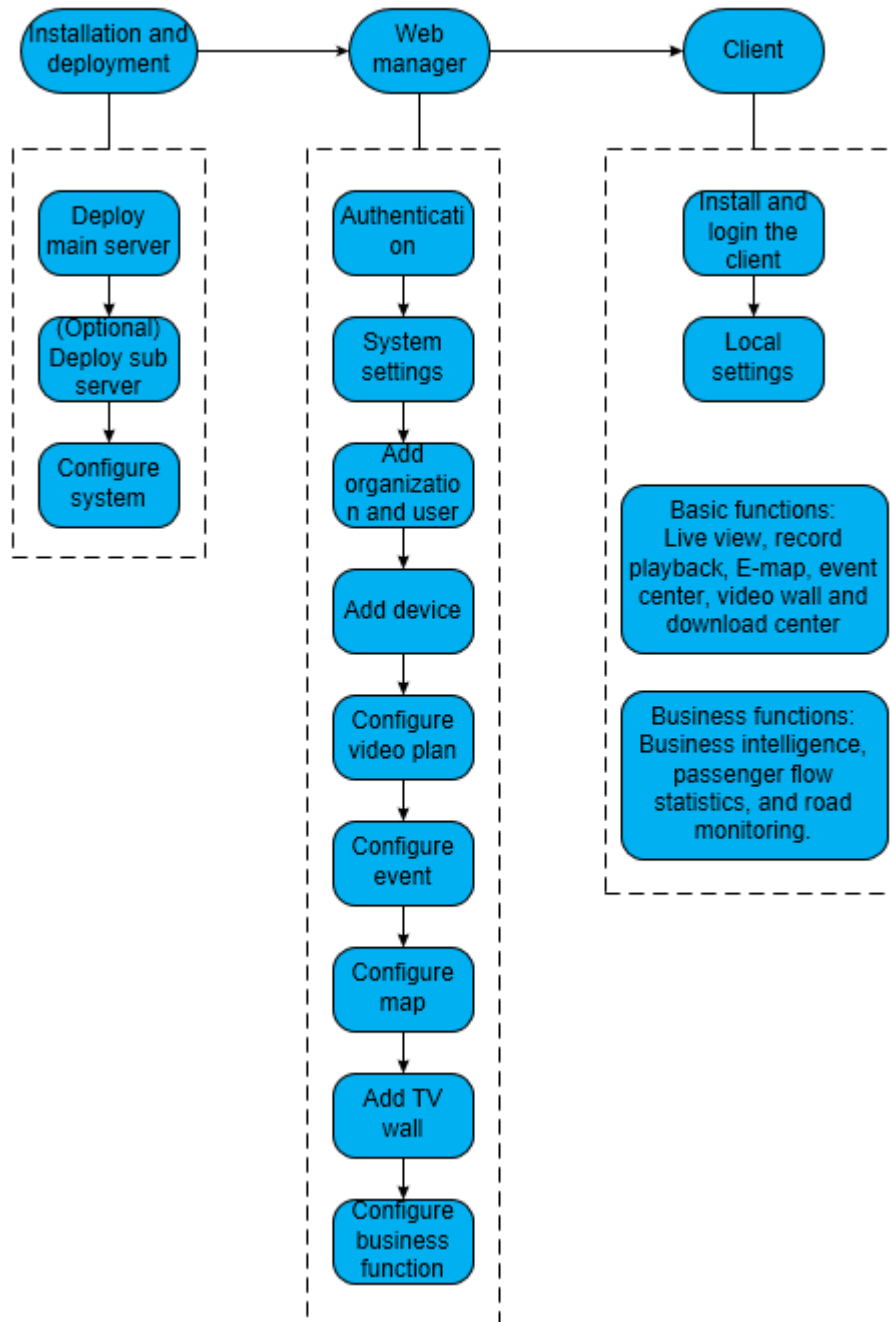 Installation and
deployment
Web
manager
Client
Deploy
main server
(Optional)
Deploy sub
server
Configure
system
Authenticati
on
System
settings
Add
organizatio
n and user
Add device
Configure
video plan
Configure
event
Configure
map
Add TV
wall
Configure
business
function
Install and
login the
client
Local
settings
Basic functions:
Live view, record
playback, E-map, event
center, video wall and
download center
Business functions:
Business intelligence,
passenger flow
statistics, and road
monitoring.